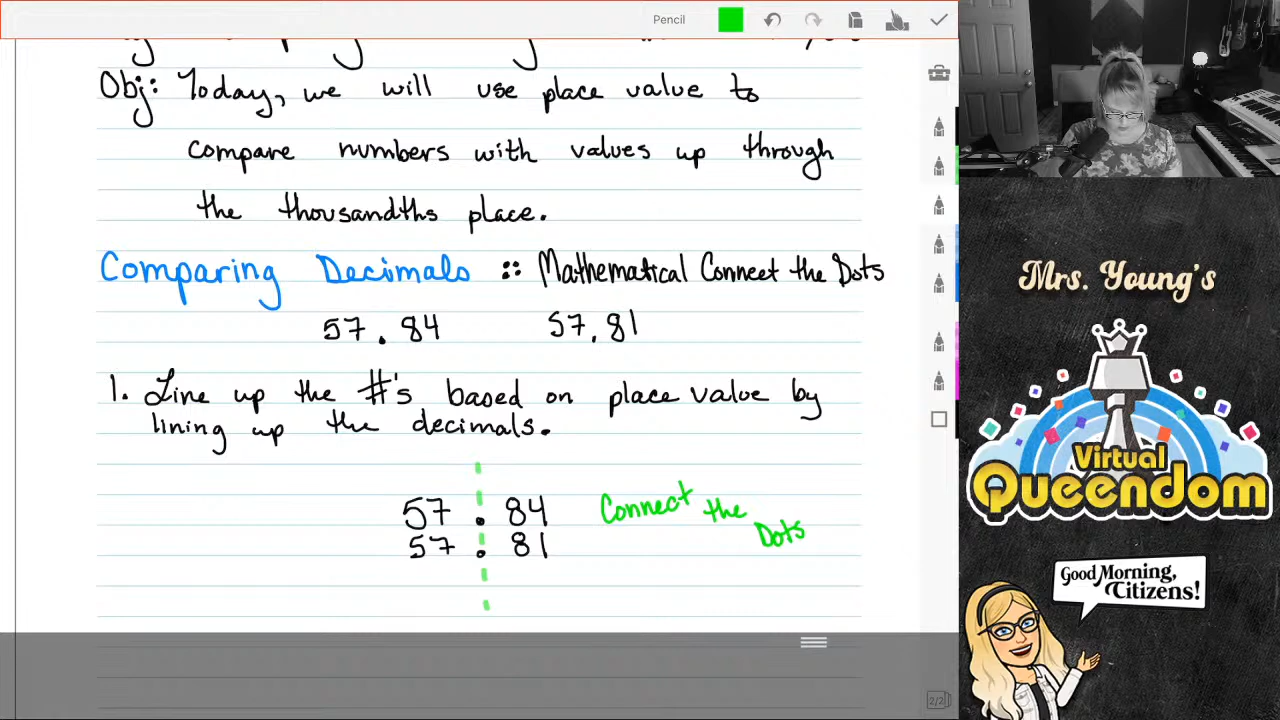 Pencil
Obj: Today, we will use place value to
compare numbers with values up through
the thousandths place.
Comparing Decimals :: Mathematical Connect the Dots
57.84 57.81
1. Line up the #'s based on place value by
lining up the decimals.
57.84
57.81
Connect the Dots
2/2
Mrs. Young's
Virtual
Queendom
Good Morning,
Citizens!